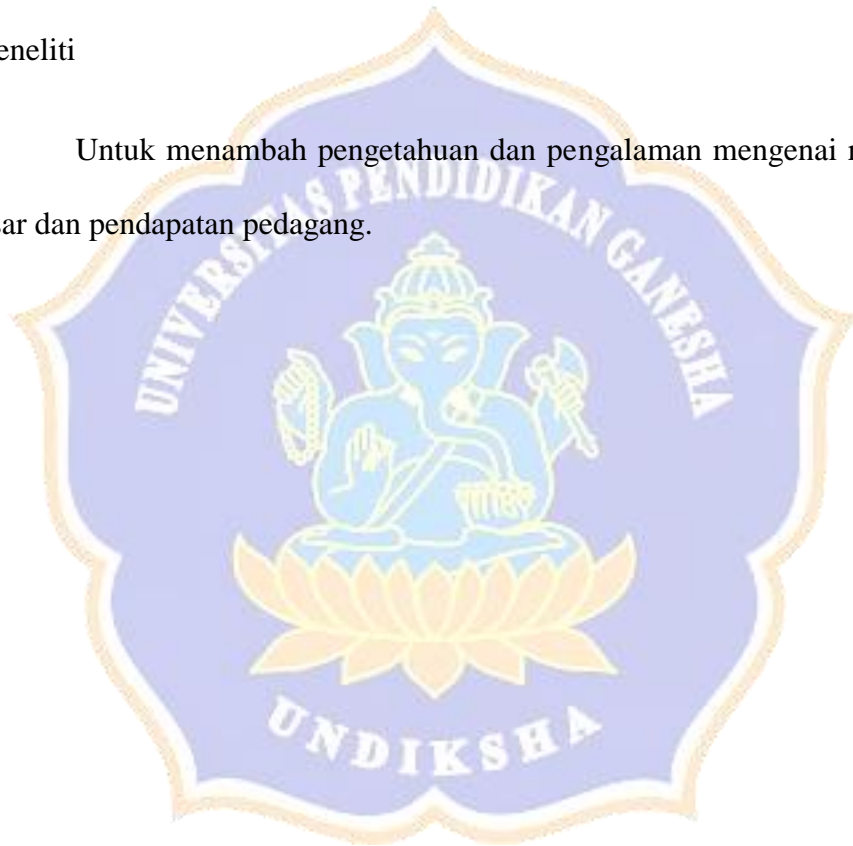 eneliti
Untuk menambah pengetahuan dan pengalaman mengenai
ar dan pendapatan pedagang.
UNIVERSITAS PENDIDIKAN GANESHA
UNDIKSHA